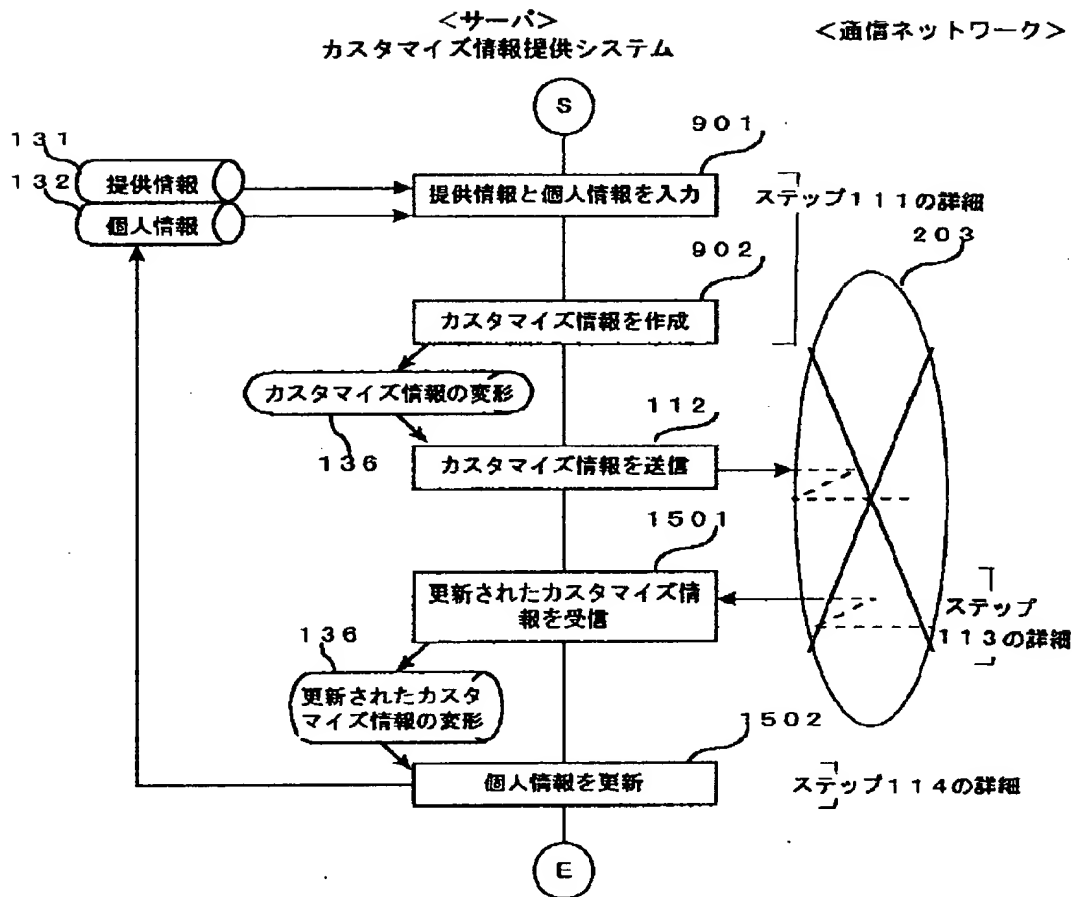 ＜サーバ＞
カスタマイズ情報提供システム
＜通信ネットワーク＞
S
１３１
提供情報
１３２
個人情報
９０１
提供情報と個人情報を入力
ステップ１１１の詳細
２０３
９０２
カスタマイズ情報を作成
カスタマイズ情報の変形
１３６
１１２
カスタマイズ情報を送信
１５０１
更新されたカスタマイズ情
報を受信
ステップ
１１３の詳細
１３６
更新されたカスタ
マイズ情報の変形
１５０２
個人情報を更新
ステップ１１４の詳細
E